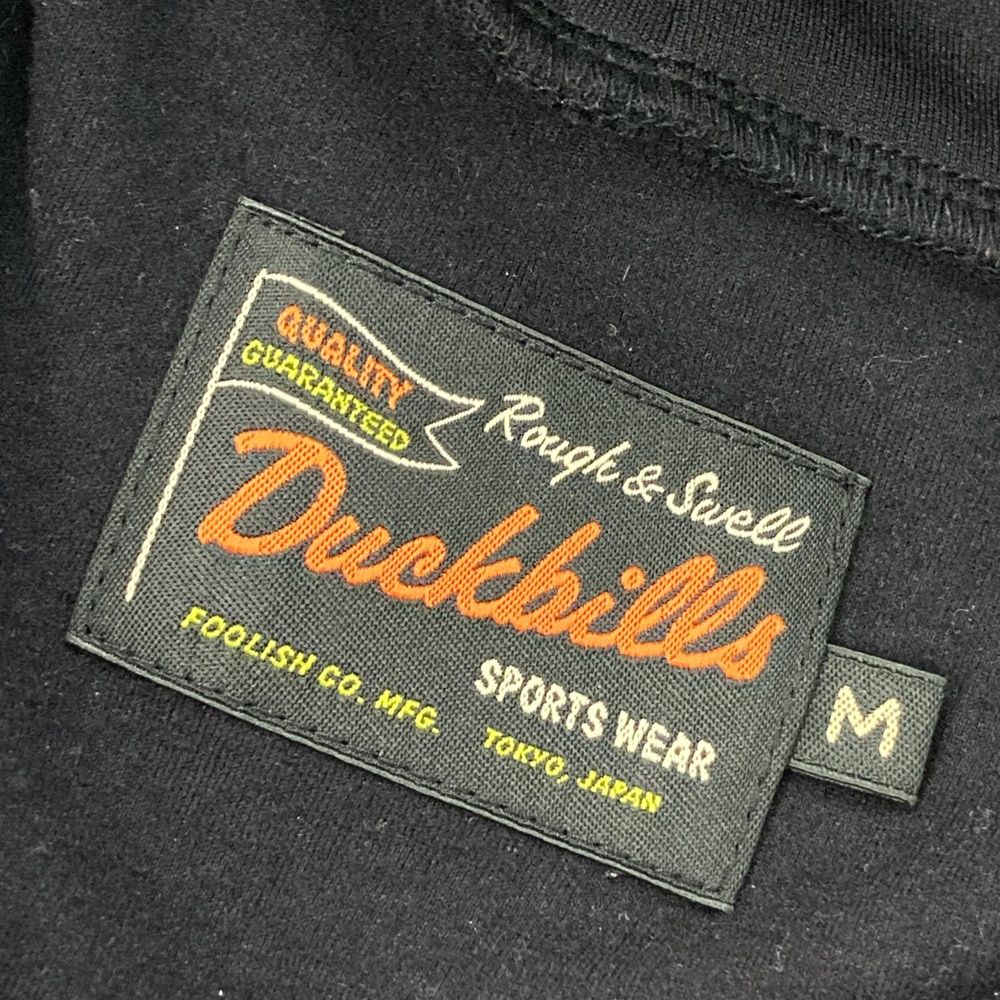 QUALITY
GUARANTEED
Rough & Swell
Duckbills
SPORTS WEAR
FOOLISH CO. MFG.
TOKYO, JAPAN
M